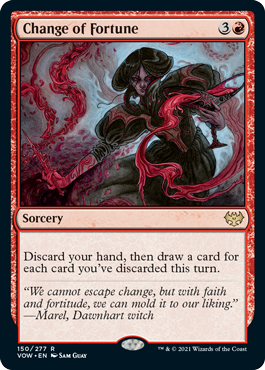 Change of Fortune 3
Sorcery
Discard your hand, then draw a card for
each card you've discarded this turn.
“We cannot escape change, but with faith
and fortitude, we can mold it to our liking.”
—Marel, Dawnhart witch
150/277 R
VOW • EN SAM GUAY
™ & © 2021 Wizards of the Coast